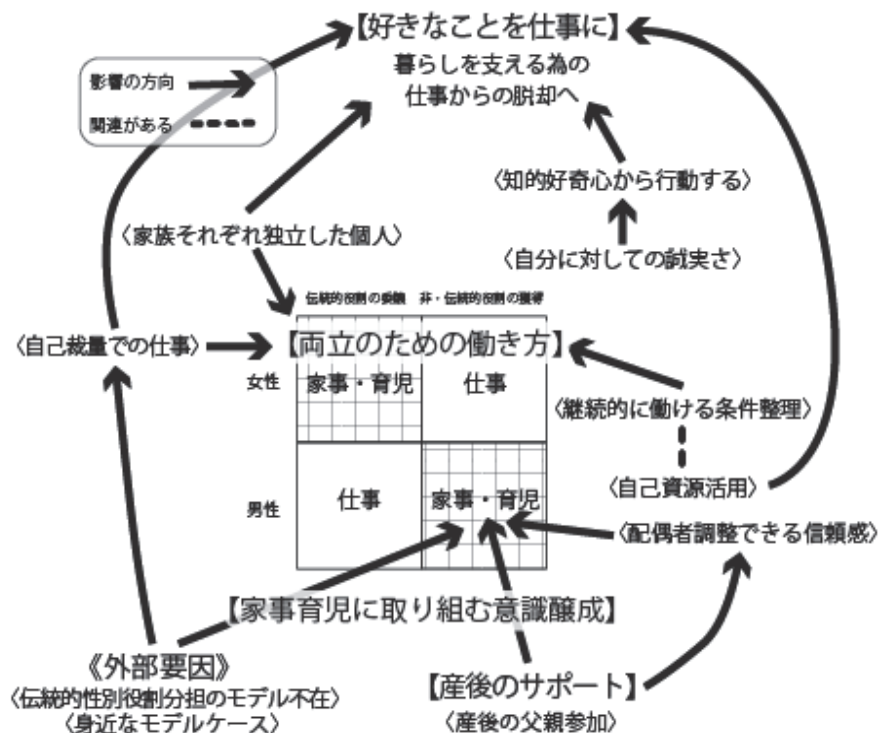 【好きなことを仕事に】
暮らしを支える為の
仕事からの脱却へ
影響の方向
関連がある
〈知的好奇心から行動する〉
〈家族それぞれ独立した個人〉
〈自分に対しての誠実さ〉
伝統的役割の委譲 非・伝統的役割の獲得
〈自己裁量での仕事〉
【両立のための働き方】
女性
家事・育児
仕事
〈継続的に働ける条件整理〉
男性
仕事
家事・育児
〈自己資源活用〉
〈配偶者調整できる信頼感〉
【家事育児に取り組む意識醸成】
《外部要因》
〈伝統的性別役割分担のモデル不在〉
〈身近なモデルケース〉
【産後のサポート】
〈産後の父親参加〉